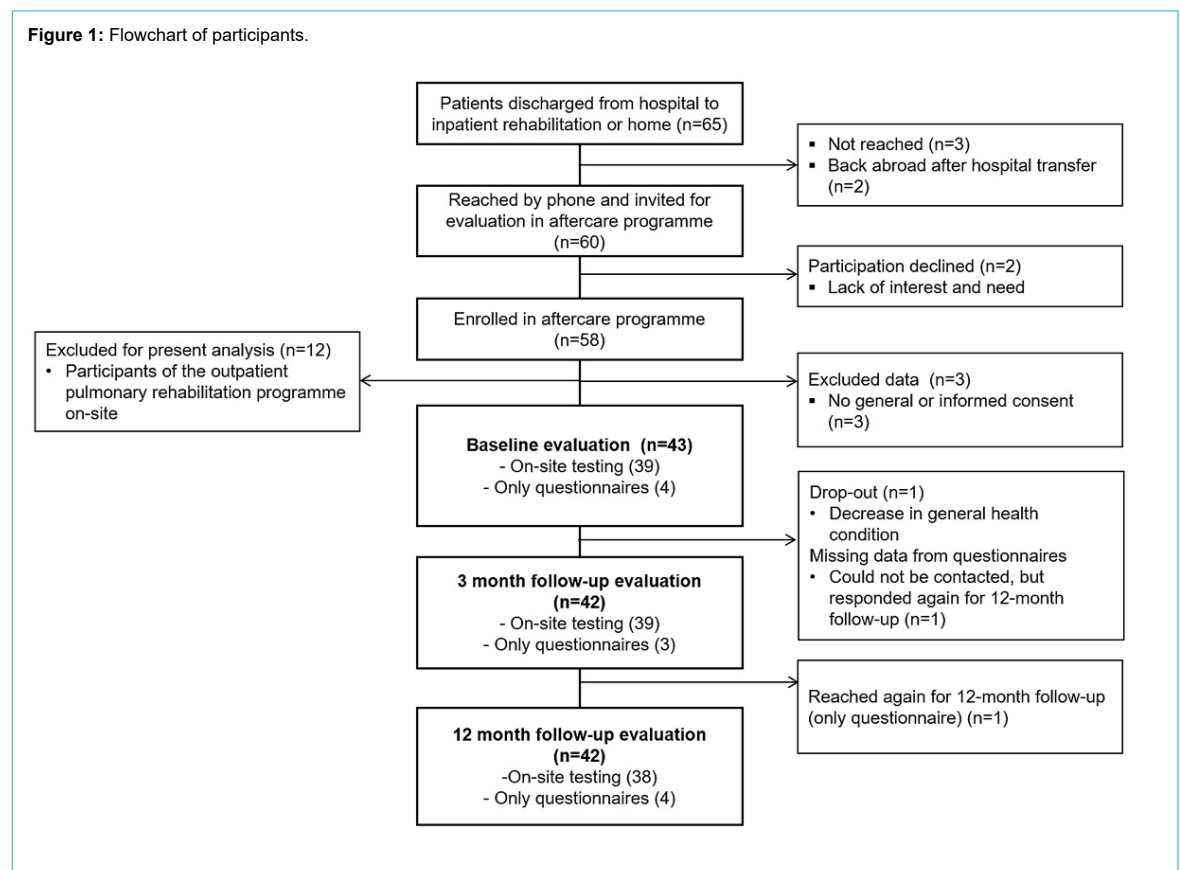 Figure 1: Flowchart of participants.
Patients discharged from hospital to
inpatient rehabilitation or home (n=65)
▪ Not reached (n=3)
▪ Back abroad after hospital transfer
(n=2)
Reached by phone and invited for
evaluation in aftercare programme
(n=60)
Participation declined (n=2)
▪ Lack of interest and need
Enrolled in aftercare programme
(n=58)
Excluded for present analysis (n=12)
• Participants of the outpatient
pulmonary rehabilitation programme
on-site
Excluded data (n=3)
▪ No general or informed consent
(n=3)
Baseline evaluation (n=43)
- On-site testing (39)
- Only questionnaires (4)
Drop-out (n=1)
• Decrease in general health
condition
Missing data from questionnaires
• Could not be contacted, but
responded again for 12-month
follow-up (n=1)
3 month follow-up evaluation
(n=42)
- On-site testing (39)
- Only questionnaires (3)
Reached again for 12-month follow-up
(only questionnaire) (n=1)
12 month follow-up evaluation
(n=42)
-On-site testing (38)
- Only questionnaires (4)